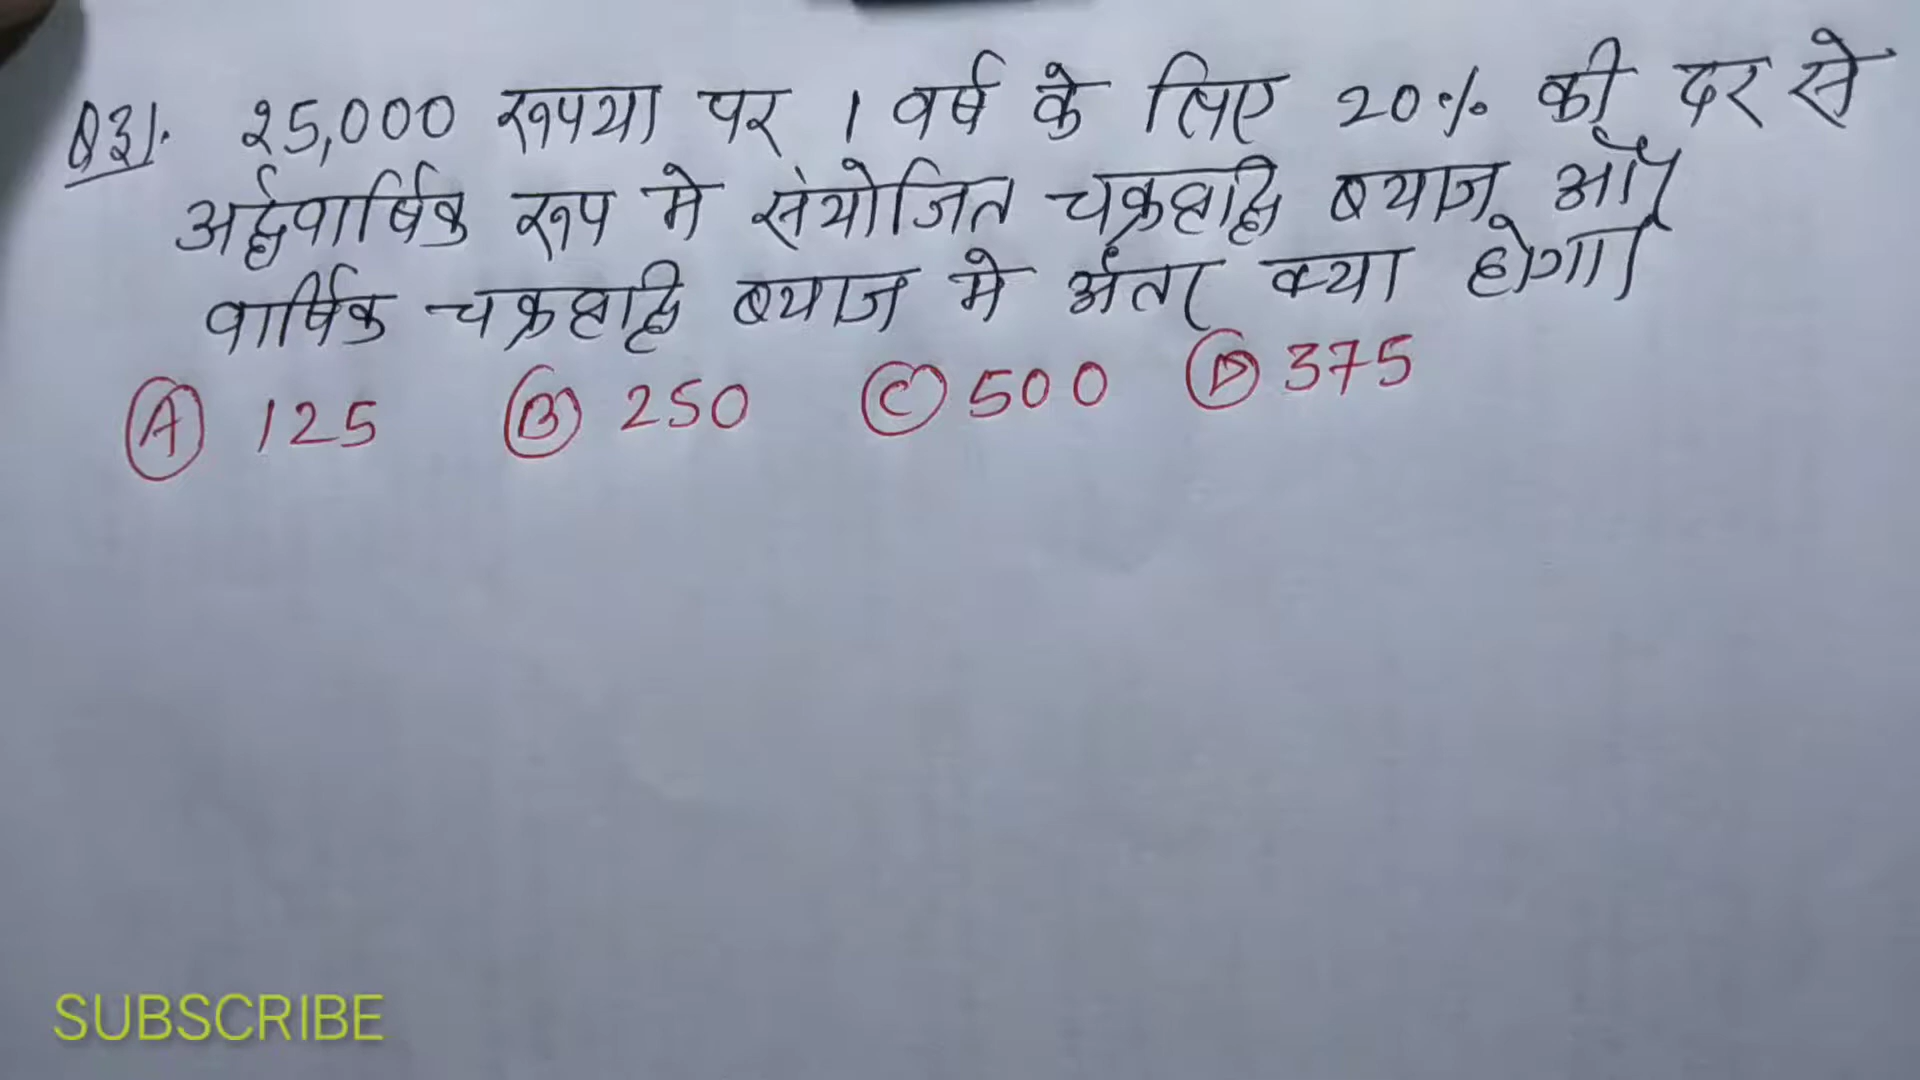 Q31. 25,000 रूपया पर 1 वर्ष के लिए 20% की दर से
अर्द्धवार्षिक रूप मे संयोजित चक्रवृद्धि ब्याज और
वार्षिक चक्रवृद्धि ब्याज मे अंतर क्या होगा।
(A) 125 (B) 250 (C) 500 (D) 375
SUBSCRIBE